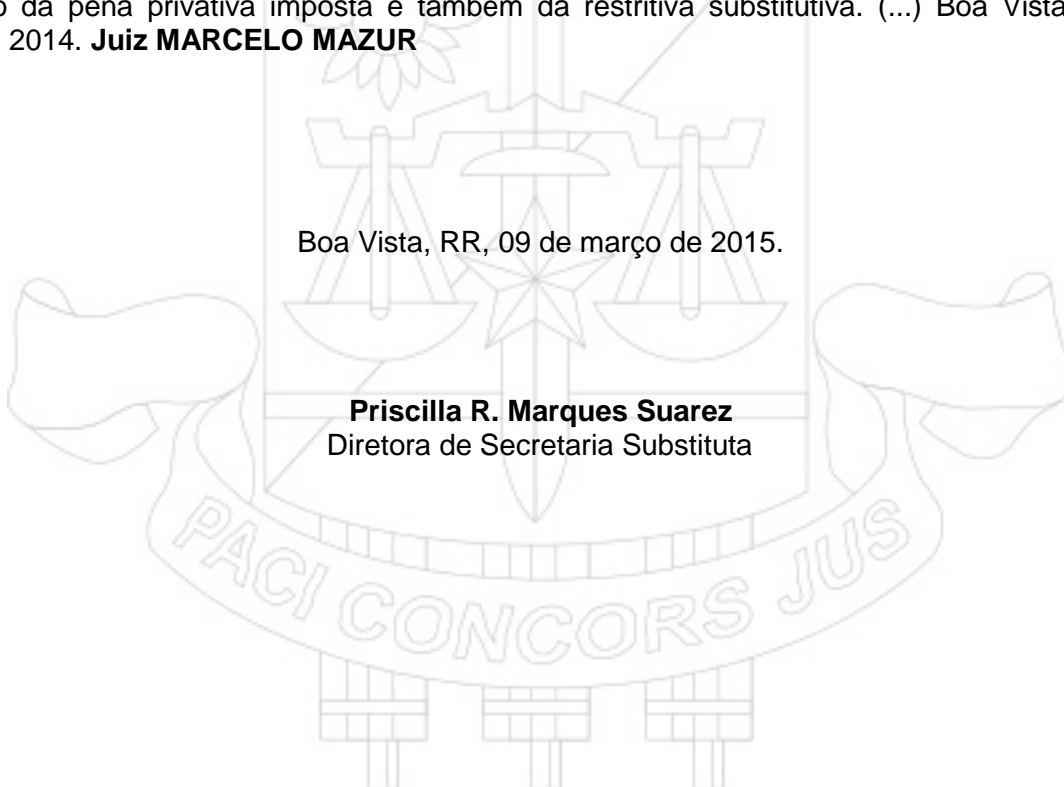 o da pena privativa imposta e também da restritiva substitutiva. (...) Boa Vista
2014. Juiz MARCELO MAZUR
Boa Vista, RR, 09 de março de 2015.
Priscilla R. Marques Suarez
Diretora de Secretaria Substituta
PACI CONCORS JUS